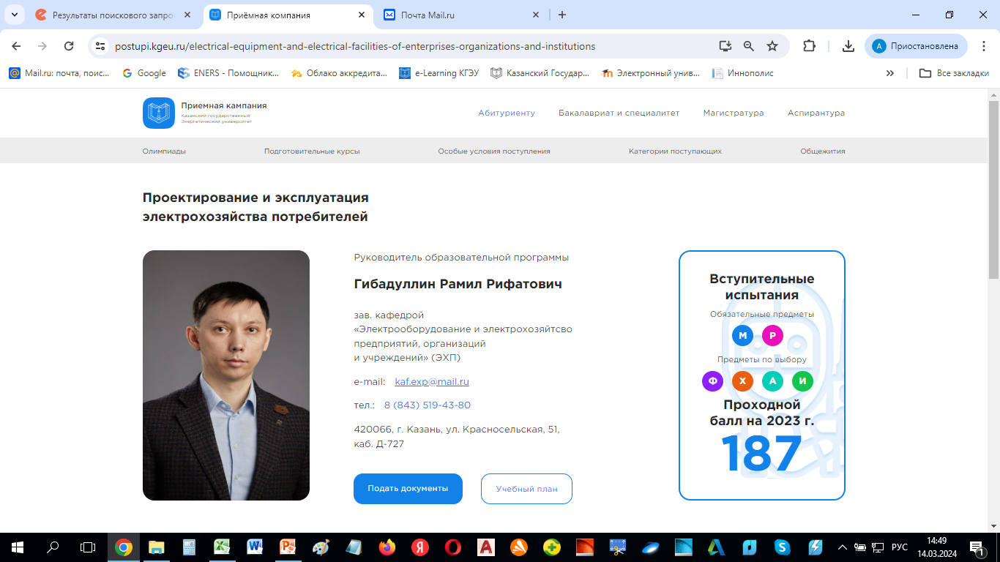 Результаты поискового запро
Приёмная компания
Почта Mail.ru
postupi.kgeu.ru/electrical-equipment-and-electrical-facilities-of-enterprises-organizations-and-institutions
А
Приостановлена
Mail.ru: почта, поис...
Google
ENERS - Помощник...
Облако аккредита...
e-Learning КГЭУ
Казанский Государ...
Электронный унив...
Иннополис
»
Все закладки
Приемная кампания
Казанский государственный
Энергетический университет
Абитуриенту
Бакалавриат и специалитет
Магистратура
Аспирантура
Олимпиады
Подготовительные курсы
Особые условия поступления
Категории поступающих
Общежития
Проектирование и эксплуатация
электрохозяйства потребителей
Руководитель образовательной программы
Гибадуллин Рамил Рифатович
зав. кафедрой
«Электрооборудование и электрохозяйтсво
предприятий, организаций
и учреждений» (ЭХП)
e-mail: kaf.exp@mail.ru
тел.: 8 (843) 519-43-80
420066, г. Казань, ул. Красносельская, 51,
каб. Д-727
Подать документы
Учебный план
Вступительные
испытания
Обязательные предметы
М Р
Предметы по выбору
Ф Х А И
Проходной
балл на 2023 г.
187
РУС
14:49
14.03.2024
1